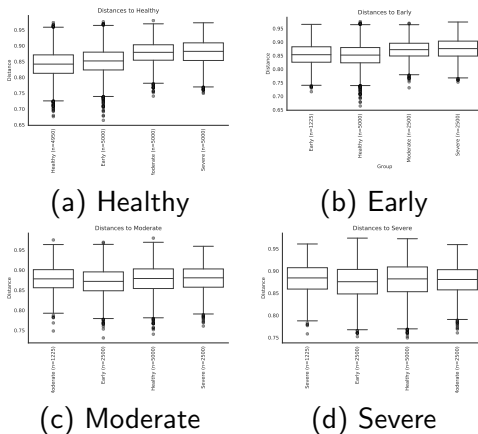 Distances to Healthy
0.95
0.90
0.85
0.80
0.75
0.70
0.65
Distance
Healthy (n=4950)
Early (n=5000)
foderate (n=5000)
Severe (n=5000)
(a) Healthy
Distances to Early
0.95
0.90
0.85
0.80
0.75
0.70
0.65
Distance
Early (n=1225)
Healthy (n=5000)
Moderate (n=2500)
Severe (n=2500)
Group
(b) Early
Distances to Moderate
0.95
0.90
0.85
0.80
0.75
Distance
foderate (n=1225)
Early (n=2500)
Healthy (n=5000)
Severe (n=2500)
(c) Moderate
Distances to Severe
0.95
0.90
0.85
0.80
0.75
Distance
Severe (n=1225)
Early (n=2500)
Healthy (n=5000)
foderate (n=2500)
(d) Severe